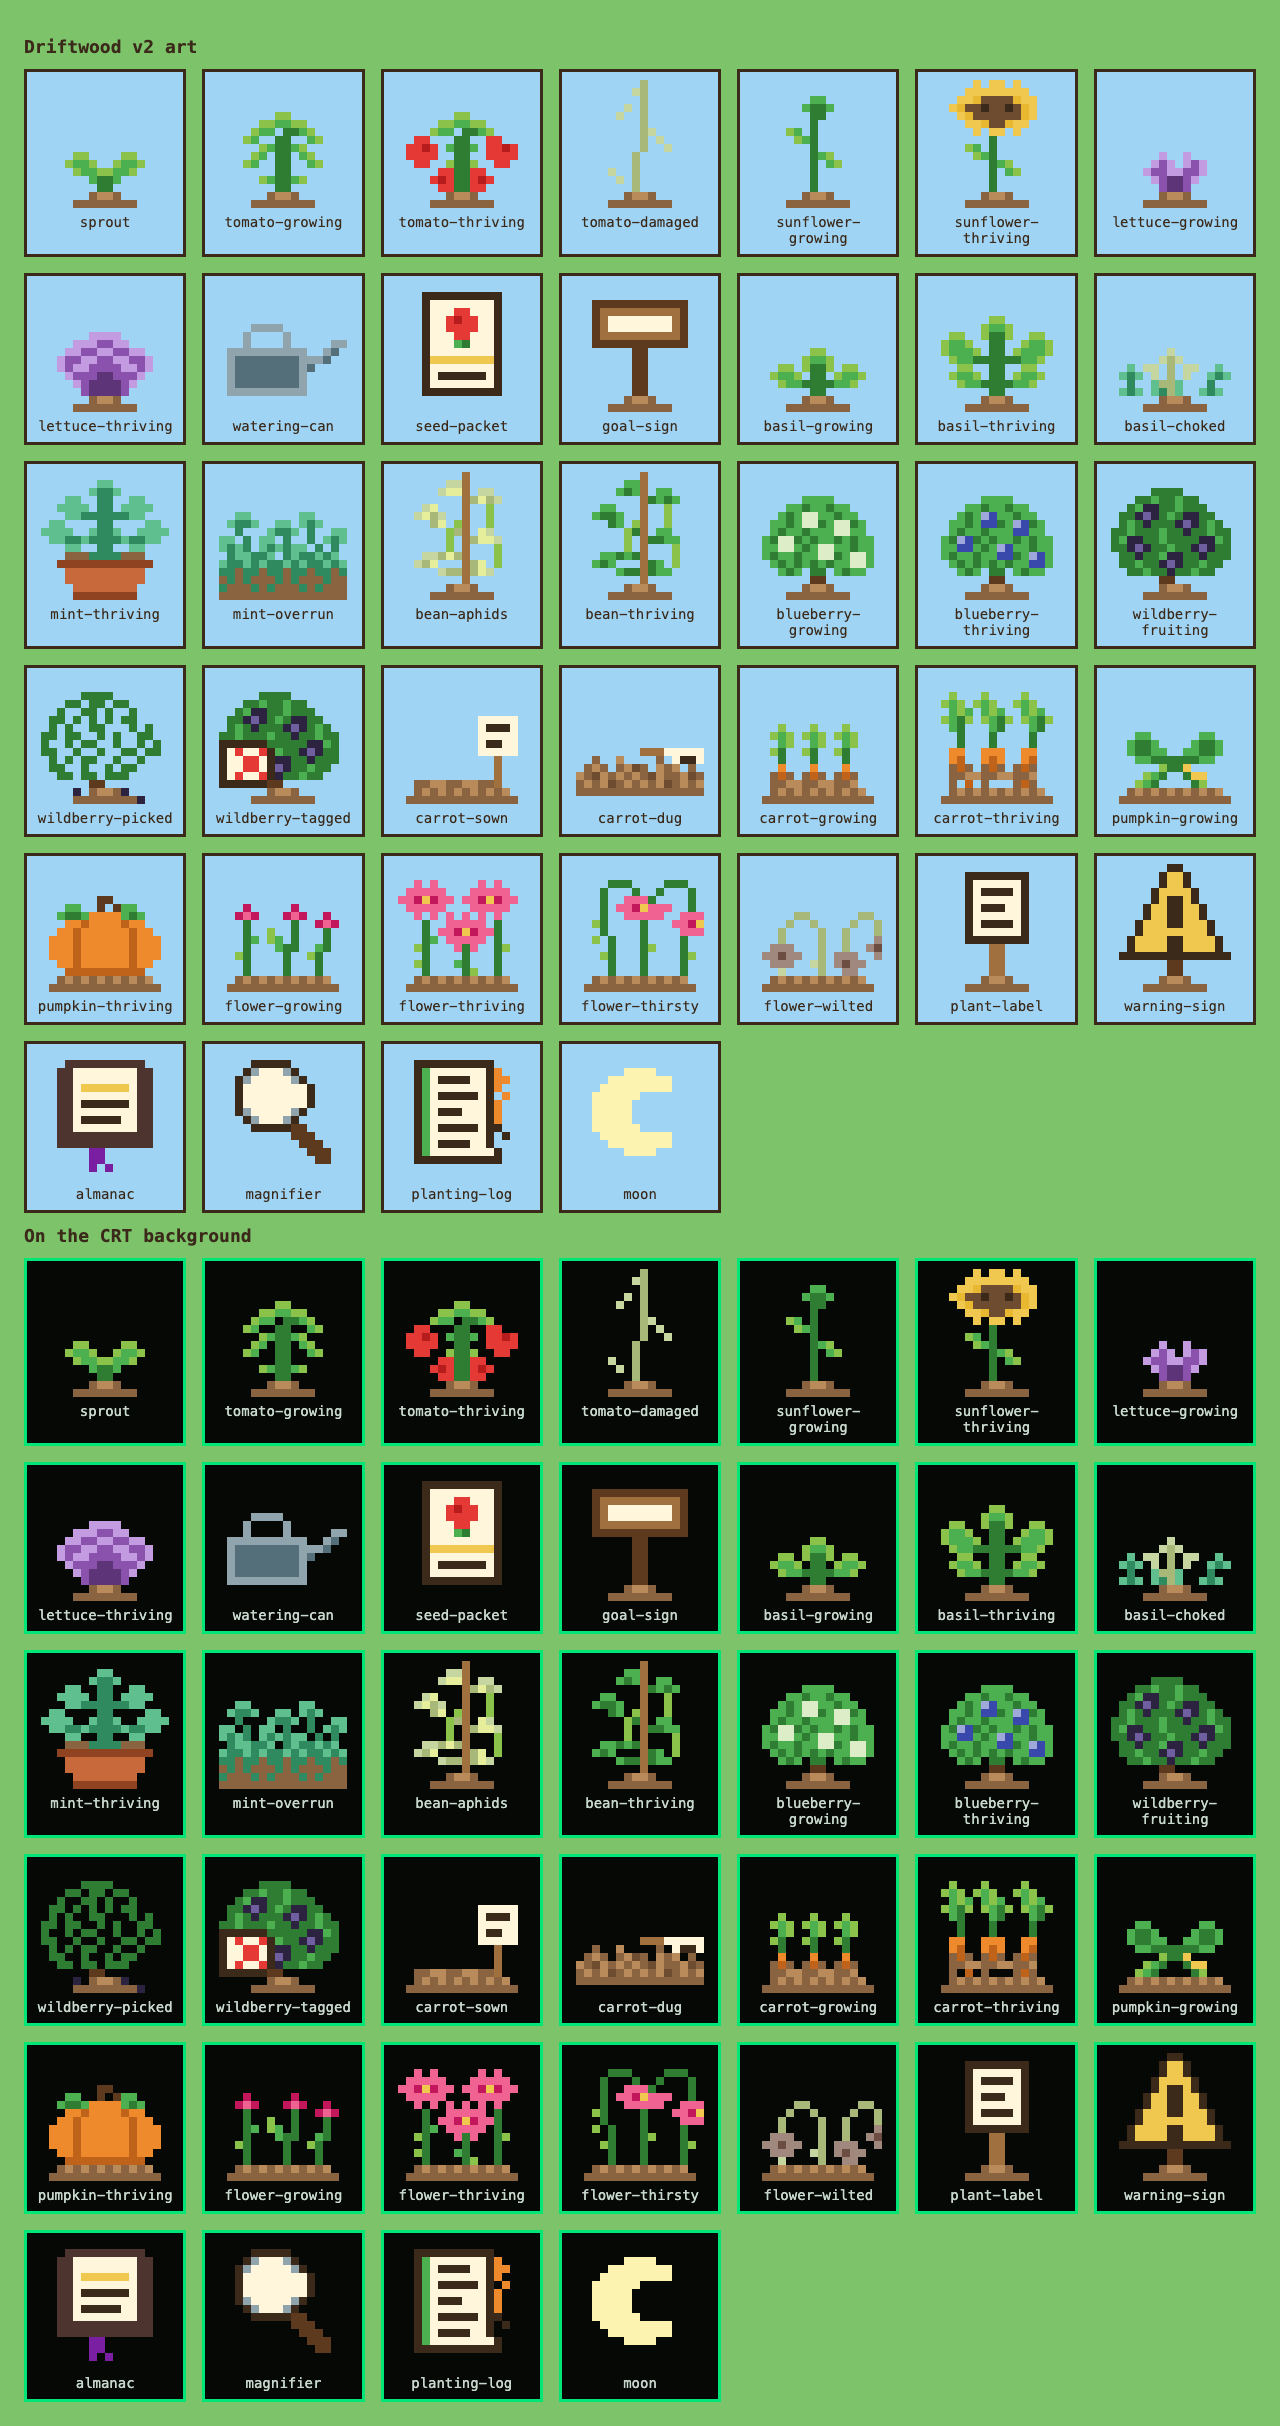 Driftwood v2 art
sprout
tomato-growing
tomato-thriving
tomato-damaged
sunflower-
growing
sunflower-
thriving
lettuce-growing
lettuce-thriving
watering-can
seed-packet
goal-sign
basil-growing
basil-thriving
basil-choked
mint-thriving
mint-overrun
bean-aphids
bean-thriving
blueberry-
growing
blueberry-
thriving
wildberry-
fruiting
wildberry-picked
wildberry-tagged
carrot-sown
carrot-dug
carrot-growing
carrot-thriving
pumpkin-growing
pumpkin-thriving
flower-growing
flower-thriving
flower-thirsty
flower-wilted
plant-label
warning-sign
almanac
magnifier
planting-log
moon
On the CRT background
sprout
tomato-growing
tomato-thriving
tomato-damaged
sunflower-
growing
sunflower-
thriving
lettuce-growing
lettuce-thriving
watering-can
seed-packet
goal-sign
basil-growing
basil-thriving
basil-choked
mint-thriving
mint-overrun
bean-aphids
bean-thriving
blueberry-
growing
blueberry-
thriving
wildberry-
fruiting
wildberry-picked
wildberry-tagged
carrot-sown
carrot-dug
carrot-growing
carrot-thriving
pumpkin-growing
pumpkin-thriving
flower-growing
flower-thriving
flower-thirsty
flower-wilted
plant-label
warning-sign
almanac
magnifier
planting-log
moon